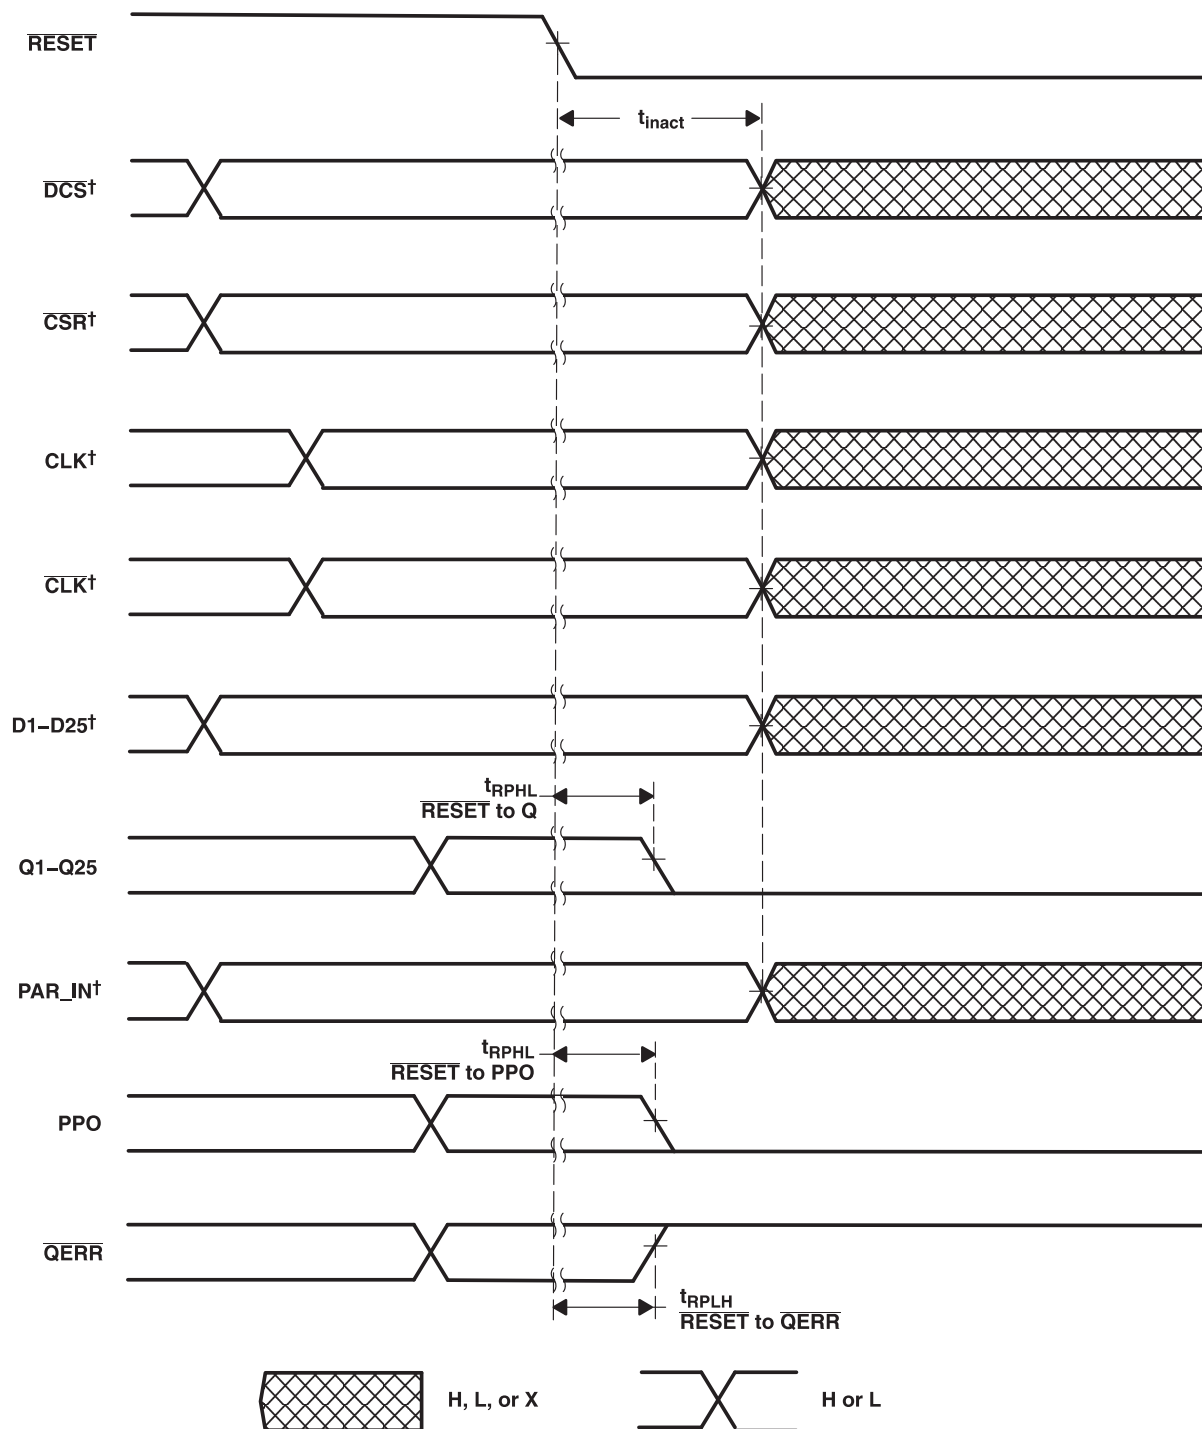 RESET
tinact
DCS†
CSR†
CLK†
CLK†
D1–D25†
tRPHL
RESET to Q
Q1–Q25
PAR_IN†
tRPHL
RESET to PPO
PPO
QERR
tRPLH
RESET to QERR
H, L, or X
H or L